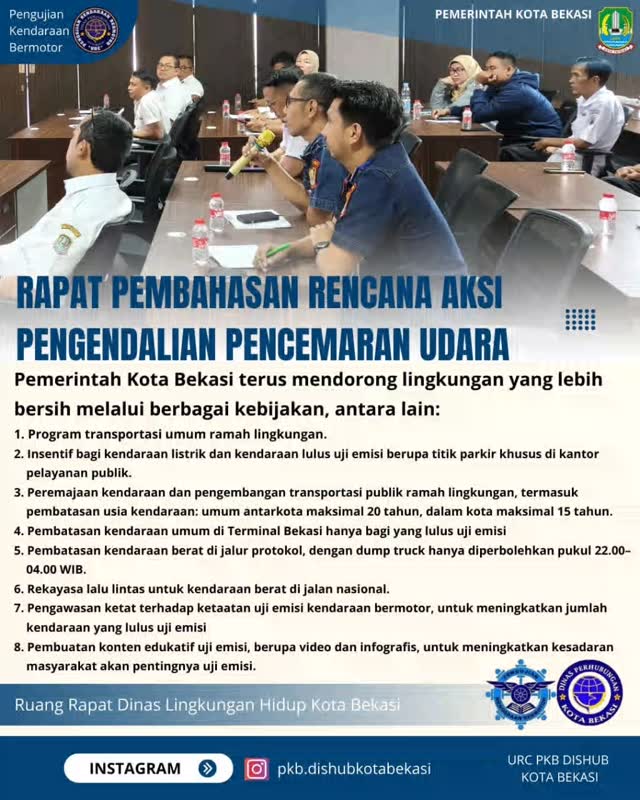 Pengujian
Kendaraan
Bermotor
PEMERINTAH KOTA BEKASI
RAPAT PEMBAHASAN RENCANA AKSI
PENGENDALIAN PENCEMARAN UDARA
Pemerintah Kota Bekasi terus mendorong lingkungan yang lebih
bersih melalui berbagai kebijakan, antara lain:
1. Program transportasi umum ramah lingkungan.
2. Insentif bagi kendaraan listrik dan kendaraan lulus uji emisi berupa titik parkir khusus di kantor
pelayanan publik.
3. Peremajaan kendaraan dan pengembangan transportasi publik ramah lingkungan, termasuk
pembatasan usia kendaraan: umum antarkota maksimal 20 tahun, dalam kota maksimal 15 tahun.
4. Pembatasan kendaraan umum di Terminal Bekasi hanya bagi yang lulus uji emisi
5. Pembatasan kendaraan berat di jalur protokol, dengan dump truck hanya diperbolehkan pukul 22.00–
04.00 WIB.
6. Rekayasa lalu lintas untuk kendaraan berat di jalan nasional.
7. Pengawasan ketat terhadap ketaatan uji emisi kendaraan bermotor, untuk meningkatkan jumlah
kendaraan yang lulus uji emisi
8. Pembuatan konten edukatif uji emisi, berupa video dan infografis, untuk meningkatkan kesadaran
masyarakat akan pentingnya uji emisi.
Ruang Rapat Dinas Lingkungan Hidup Kota Bekasi
DINAS PERHUBUNGAN
KOTA BEKASI
INSTAGRAM
pkb.dishubkotabekasi
URC PKB DISHUB
KOTA BEKASI